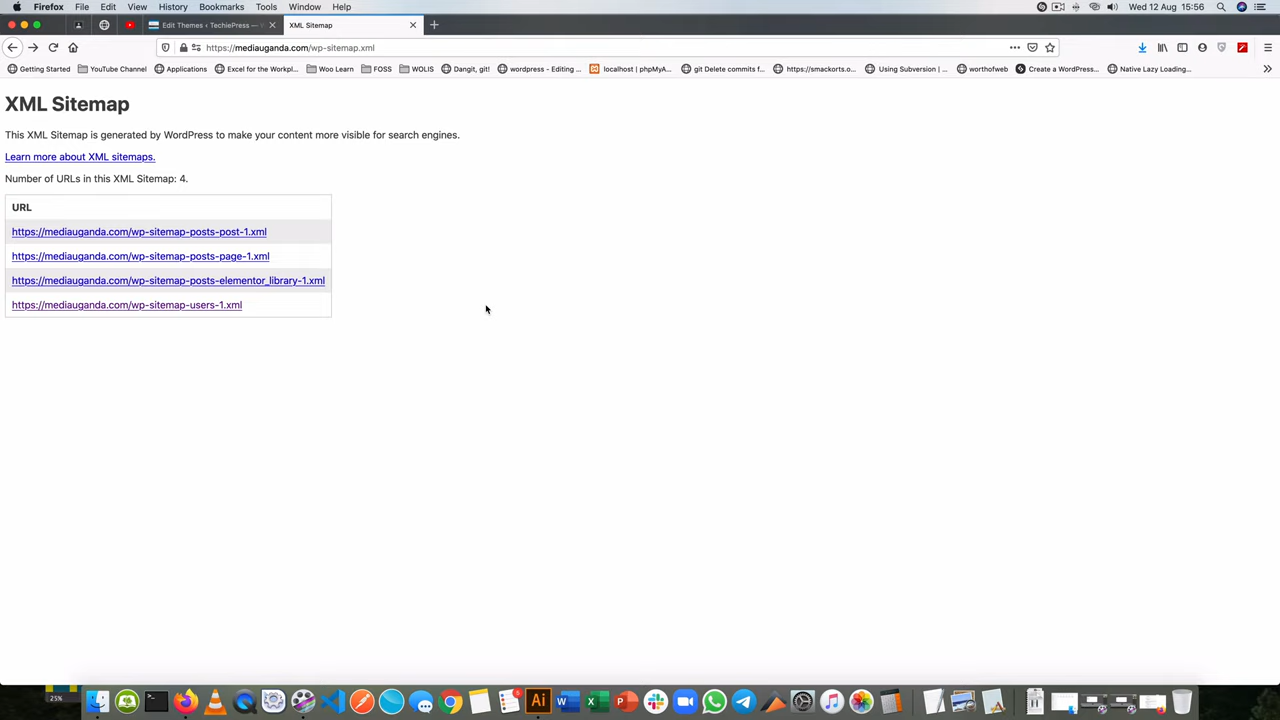 Firefox File Edit View History Bookmarks Tools Window Help Wed 12 Aug 15:56
Edit Themes ‹ TechiePress — XML Sitemap
https://mediauganda.com/wp-sitemap.xml
Getting Started YouTube Channel Applications Excel for the Workpl... Woo Learn FOSS WOLIS Dangit, git! wordpress - Editing ... localhost | phpMyA... git Delete commits f... https://smackorts.o... Using Subversion | ... worthofweb Create a WordPress... Native Lazy Loading...
XML Sitemap
This XML Sitemap is generated by WordPress to make your content more visible for search engines.
Learn more about XML sitemaps.
Number of URLs in this XML Sitemap: 4.
URL
https://mediauganda.com/wp-sitemap-posts-post-1.xml
https://mediauganda.com/wp-sitemap-posts-page-1.xml
https://mediauganda.com/wp-sitemap-posts-elementor_library-1.xml
https://mediauganda.com/wp-sitemap-users-1.xml
25%
Ai